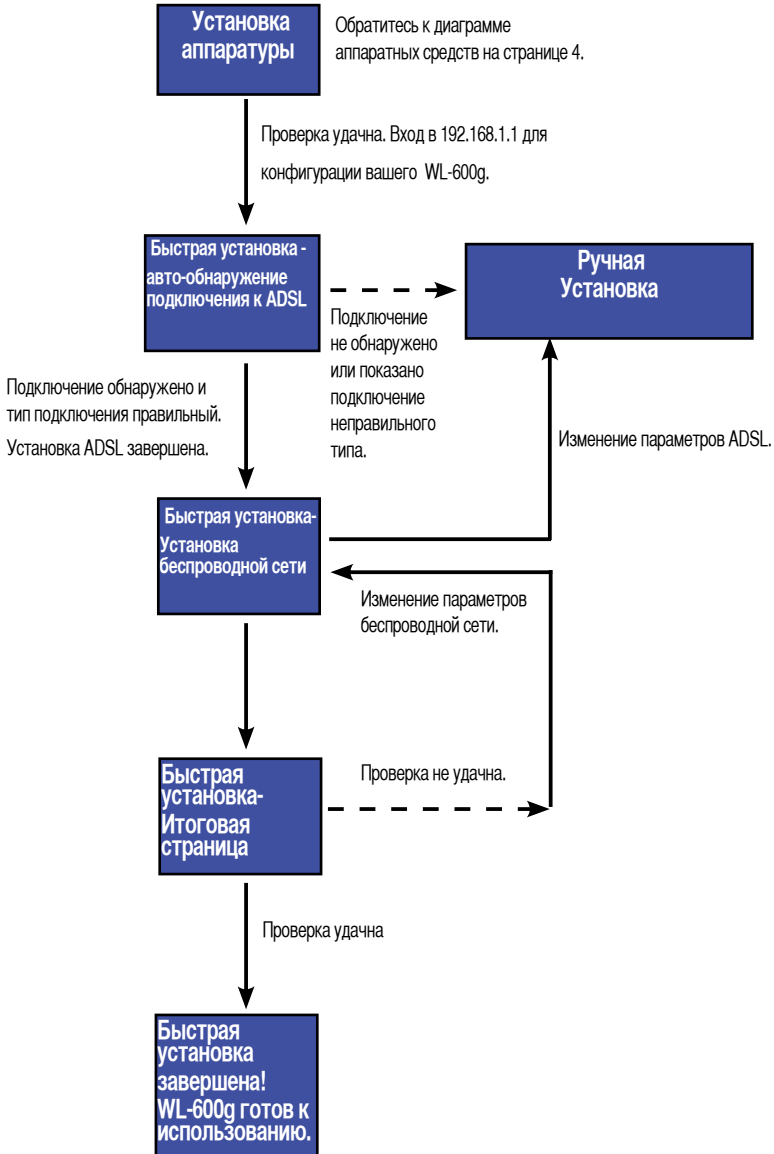 Установка
аппаратуры
Обратитесь к диаграмме
аппаратных средств на странице 4.
Проверка удачна. Вход в 192.168.1.1 для
конфигурации вашего WL-600g.
Быстрая установка -
авто-обнаружение
подключения к ADSL
Ручная
Установка
Подключение
не обнаружено
или показано
подключение
неправильного
типа.
Подключение обнаружено и
тип подключения правильный.
Установка ADSL завершена.
Изменение параметров ADSL.
Быстрая установка-
Установка
беспроводной сети
Изменение параметров
беспроводной сети.
Быстрая
установка-
Итоговая
страница
Проверка не удачна.
Проверка удачна
Быстрая
установка
завершена!
WL-600g готов к
использованию.